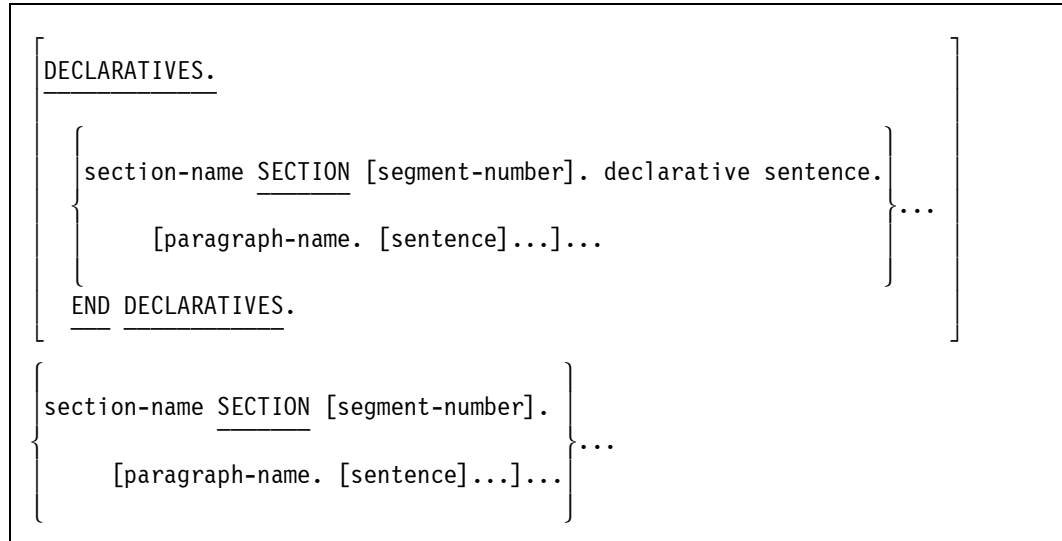 DECLARATIVES.
section-name SECTION [segment-number]. declarative sentence.
...
[paragraph-name. [sentence]...]...
END DECLARATIVES.
section-name SECTION [segment-number].
...
[paragraph-name. [sentence]...]...